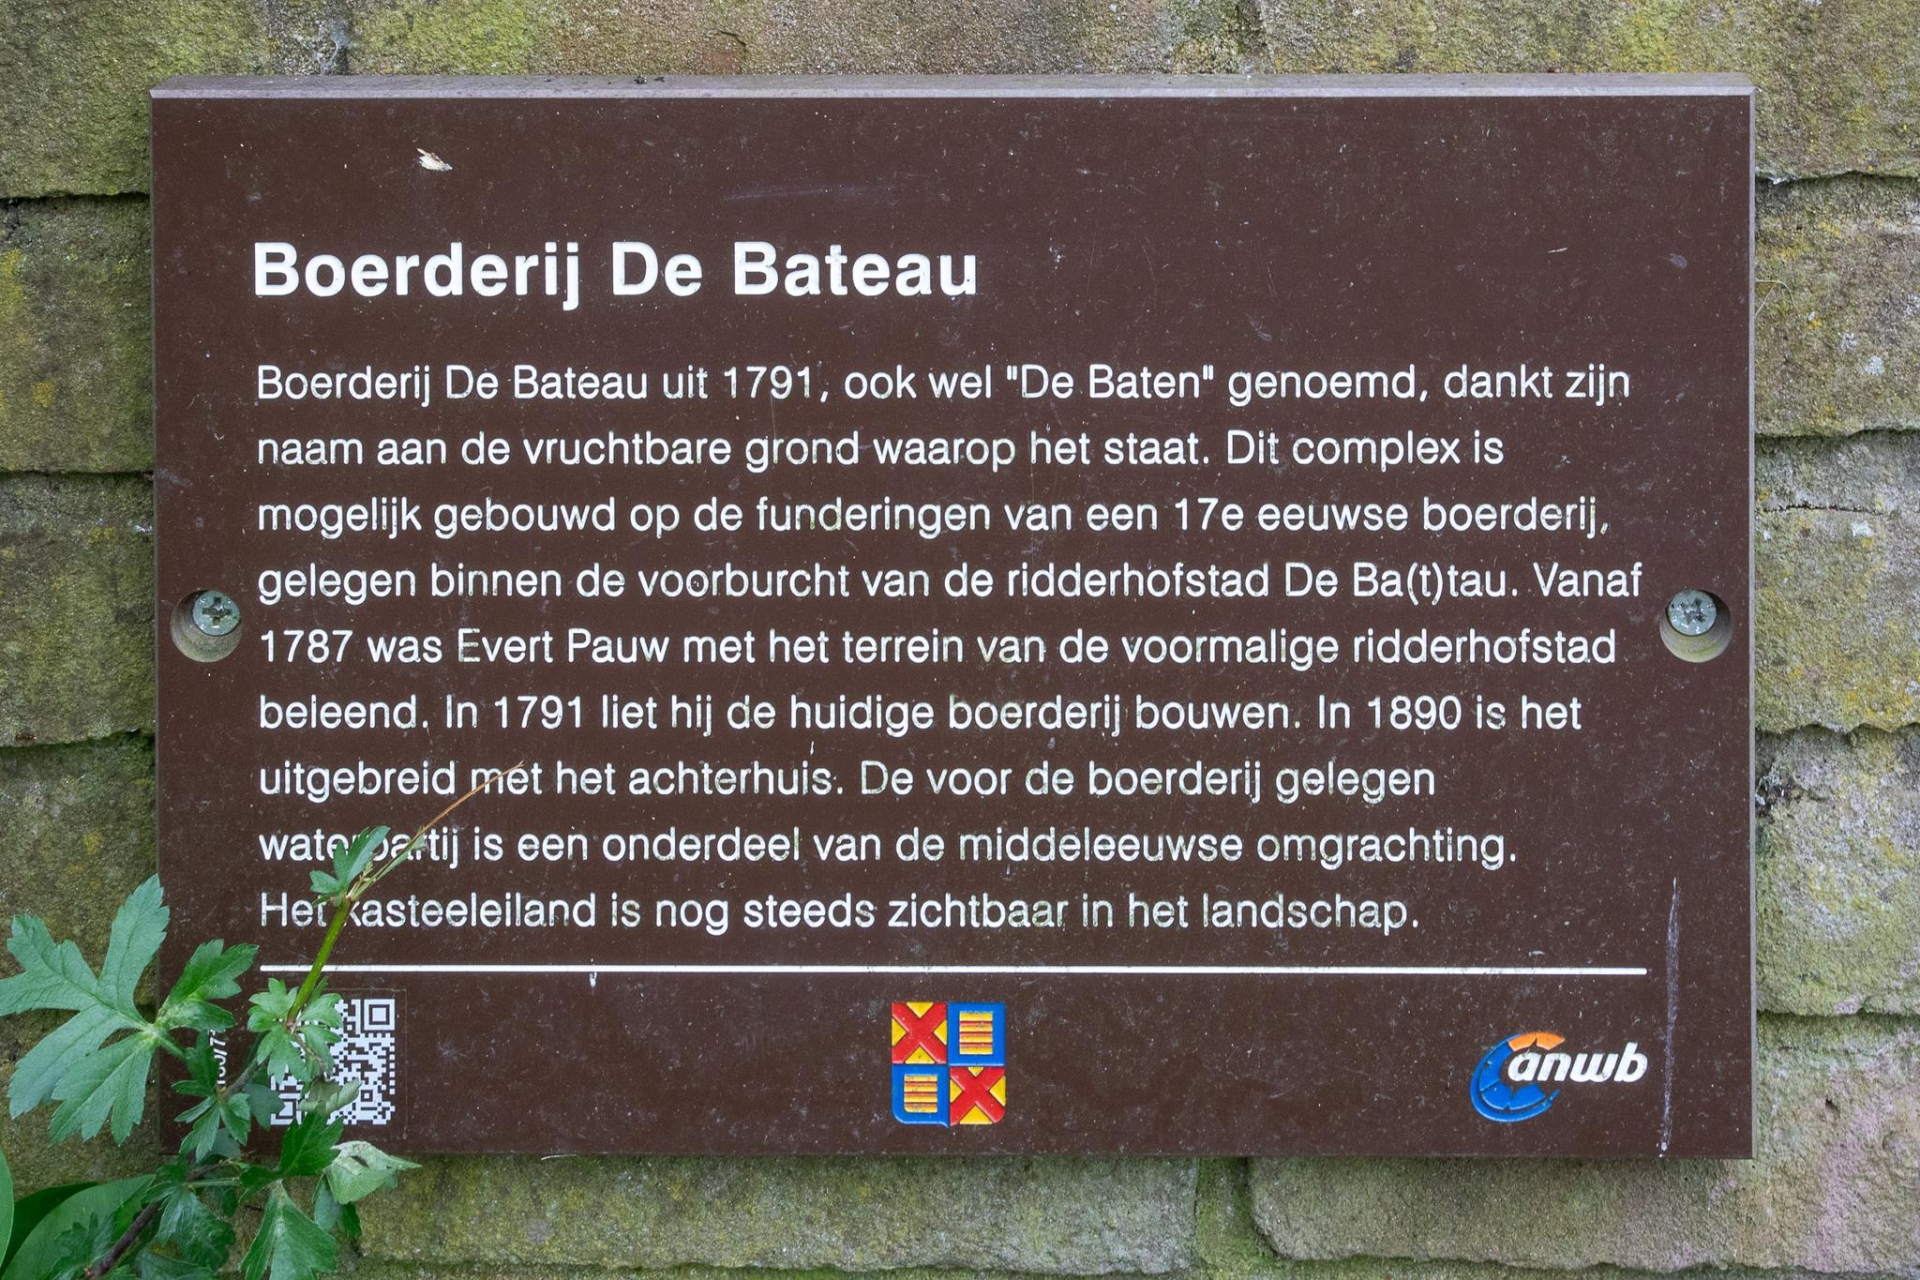 Boerderij De Bateau
Boerderij De Bateau uit 1791, ook wel "De Baten" genoemd, dankt zijn
naam aan de vruchtbare grond waarop het staat. Dit complex is
mogelijk gebouwd op de funderingen van een 17e eeuwse boerderij,
gelegen binnen de voorburcht van de ridderhofstad De Ba(t)tau. Vanaf
1787 was Evert Pauw met het terrein van de voormalige ridderhofstad
beleend. In 1791 liet hij de huidige boerderij bouwen. In 1890 is het
uitgebreid met het achterhuis. De voor de boerderij gelegen
waterpartij is een onderdeel van de middeleeuwse omgrachting.
Het kasteeleiland is nog steeds zichtbaar in het landschap.
anwb